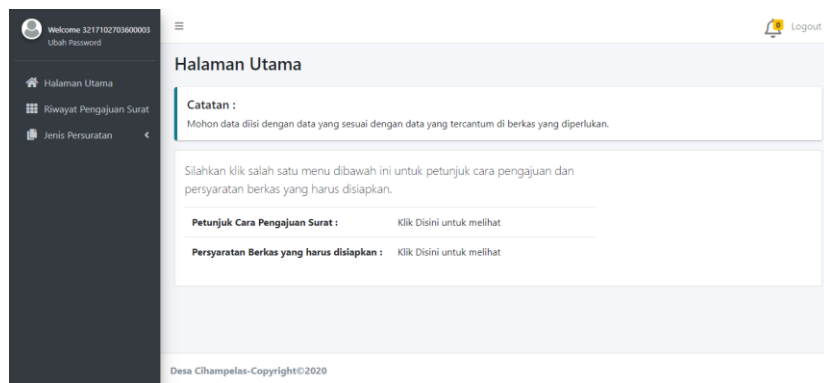 Welcome 3217102703600003
Ubah Password
Halaman Utama
Riwayat Pengajuan Surat
Jenis Persuratan
0
Logout
Halaman Utama
Catatan :
Mohon data diisi dengan data yang sesuai dengan data yang tercantum di berkas yang diperlukan.
Silahkan klik salah satu menu dibawah ini untuk petunjuk cara pengajuan dan
persyaratan berkas yang harus disiapkan.
Petunjuk Cara Pengajuan Surat : Klik Disini untuk melihat
Persyaratan Berkas yang harus disiapkan : Klik Disini untuk melihat
Desa Cihampelas-Copyright©2020